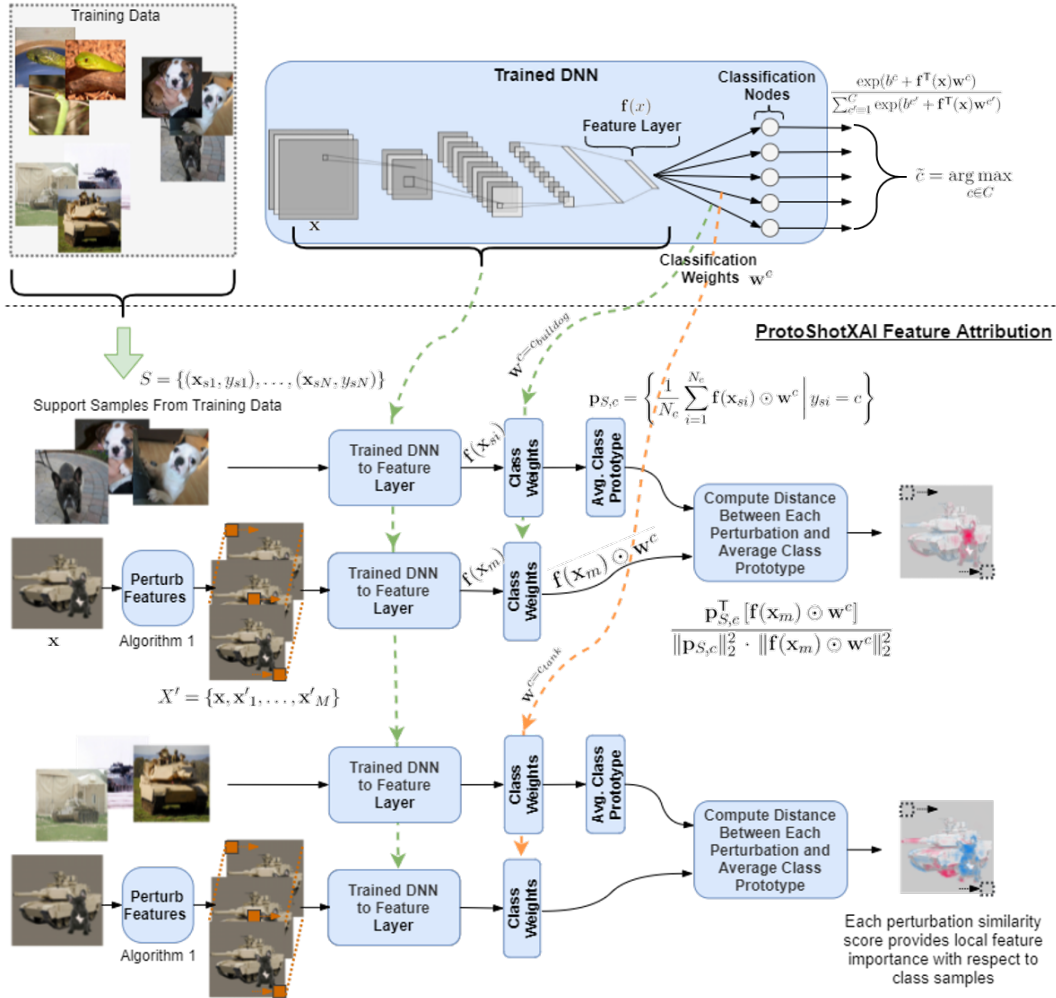 Training Data
Trained DNN
Classification
Nodes
f(x)
Feature Layer
x
exp(b^c + f^T(x)w^c)
∑_{c'=1}^C exp(b^{c'} + f^T(x)w^{c'})
c̃ = arg max
c∈C
Classification
Weights w^c
ProtoShotXAI Feature Attribution
w^{c=c_{bulldog}}
S = {(x_{s1}, y_{s1}), . . . , (x_{sN}, y_{sN})}
Support Samples From Training Data
p_{S,c} = { 1/N_c ∑_{i=1}^{N_c} f(x_{si}) ⊙ w^c | y_{si} = c }
Trained DNN
to Feature
Layer
f(x_{si})
Class
Weights
Avg. Class
Prototype
Compute Distance
Between Each
Perturbation and
Average Class
Prototype
Perturb
Features
Trained DNN
to Feature
Layer
f(x_m)
Class
Weights
f(x_m) ⊙ w^c
x
Algorithm 1
p_{S,c}^T [f(x_m) ⊙ w^c]
‖p_{S,c}‖_2^2 · ‖f(x_m) ⊙ w^c‖_2^2
X' = {x, x'_1, . . . , x'_M}
w^{c=c_{tank}}
Trained DNN
to Feature
Layer
Class
Weights
Avg. Class
Prototype
Compute Distance
Between Each
Perturbation and
Average Class
Prototype
Perturb
Features
Trained DNN
to Feature
Layer
Class
Weights
Algorithm 1
Each perturbation similarity
score provides local feature
importance with respect to
class samples